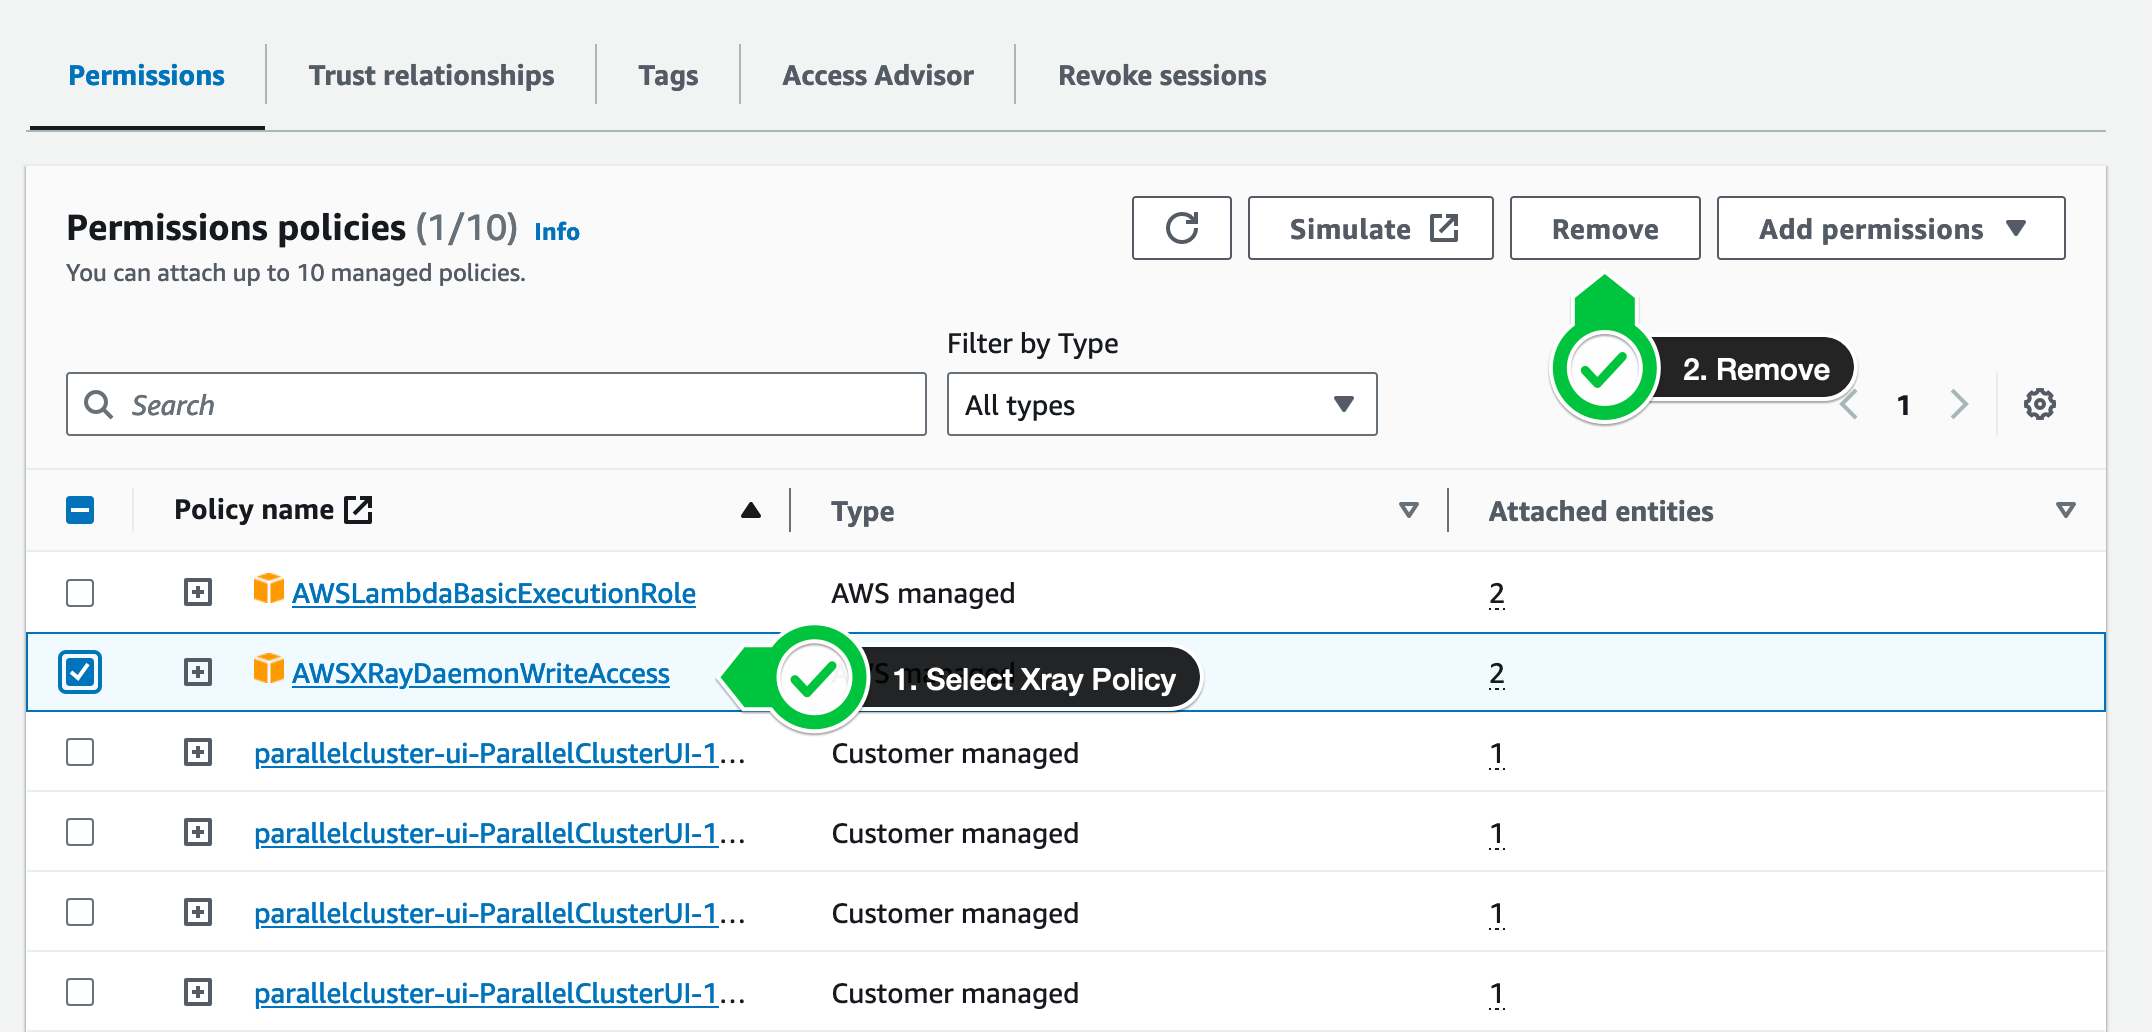 Permissions
Trust relationships
Tags
Access Advisor
Revoke sessions
Permissions policies (1/10) Info
You can attach up to 10 managed policies.
Simulate
Remove
Add permissions
Filter by Type
Search
All types
2. Remove
1
Policy name
Type
Attached entities
AWSLambdaBasicExecutionRole
AWS managed
2
AWSXRayDaemonWriteAccess
1. Select Xray Policy
2
parallelcluster-ui-ParallelClusterUI-1...
Customer managed
1
parallelcluster-ui-ParallelClusterUI-1...
Customer managed
1
parallelcluster-ui-ParallelClusterUI-1...
Customer managed
1
parallelcluster-ui-ParallelClusterUI-1...
Customer managed
1